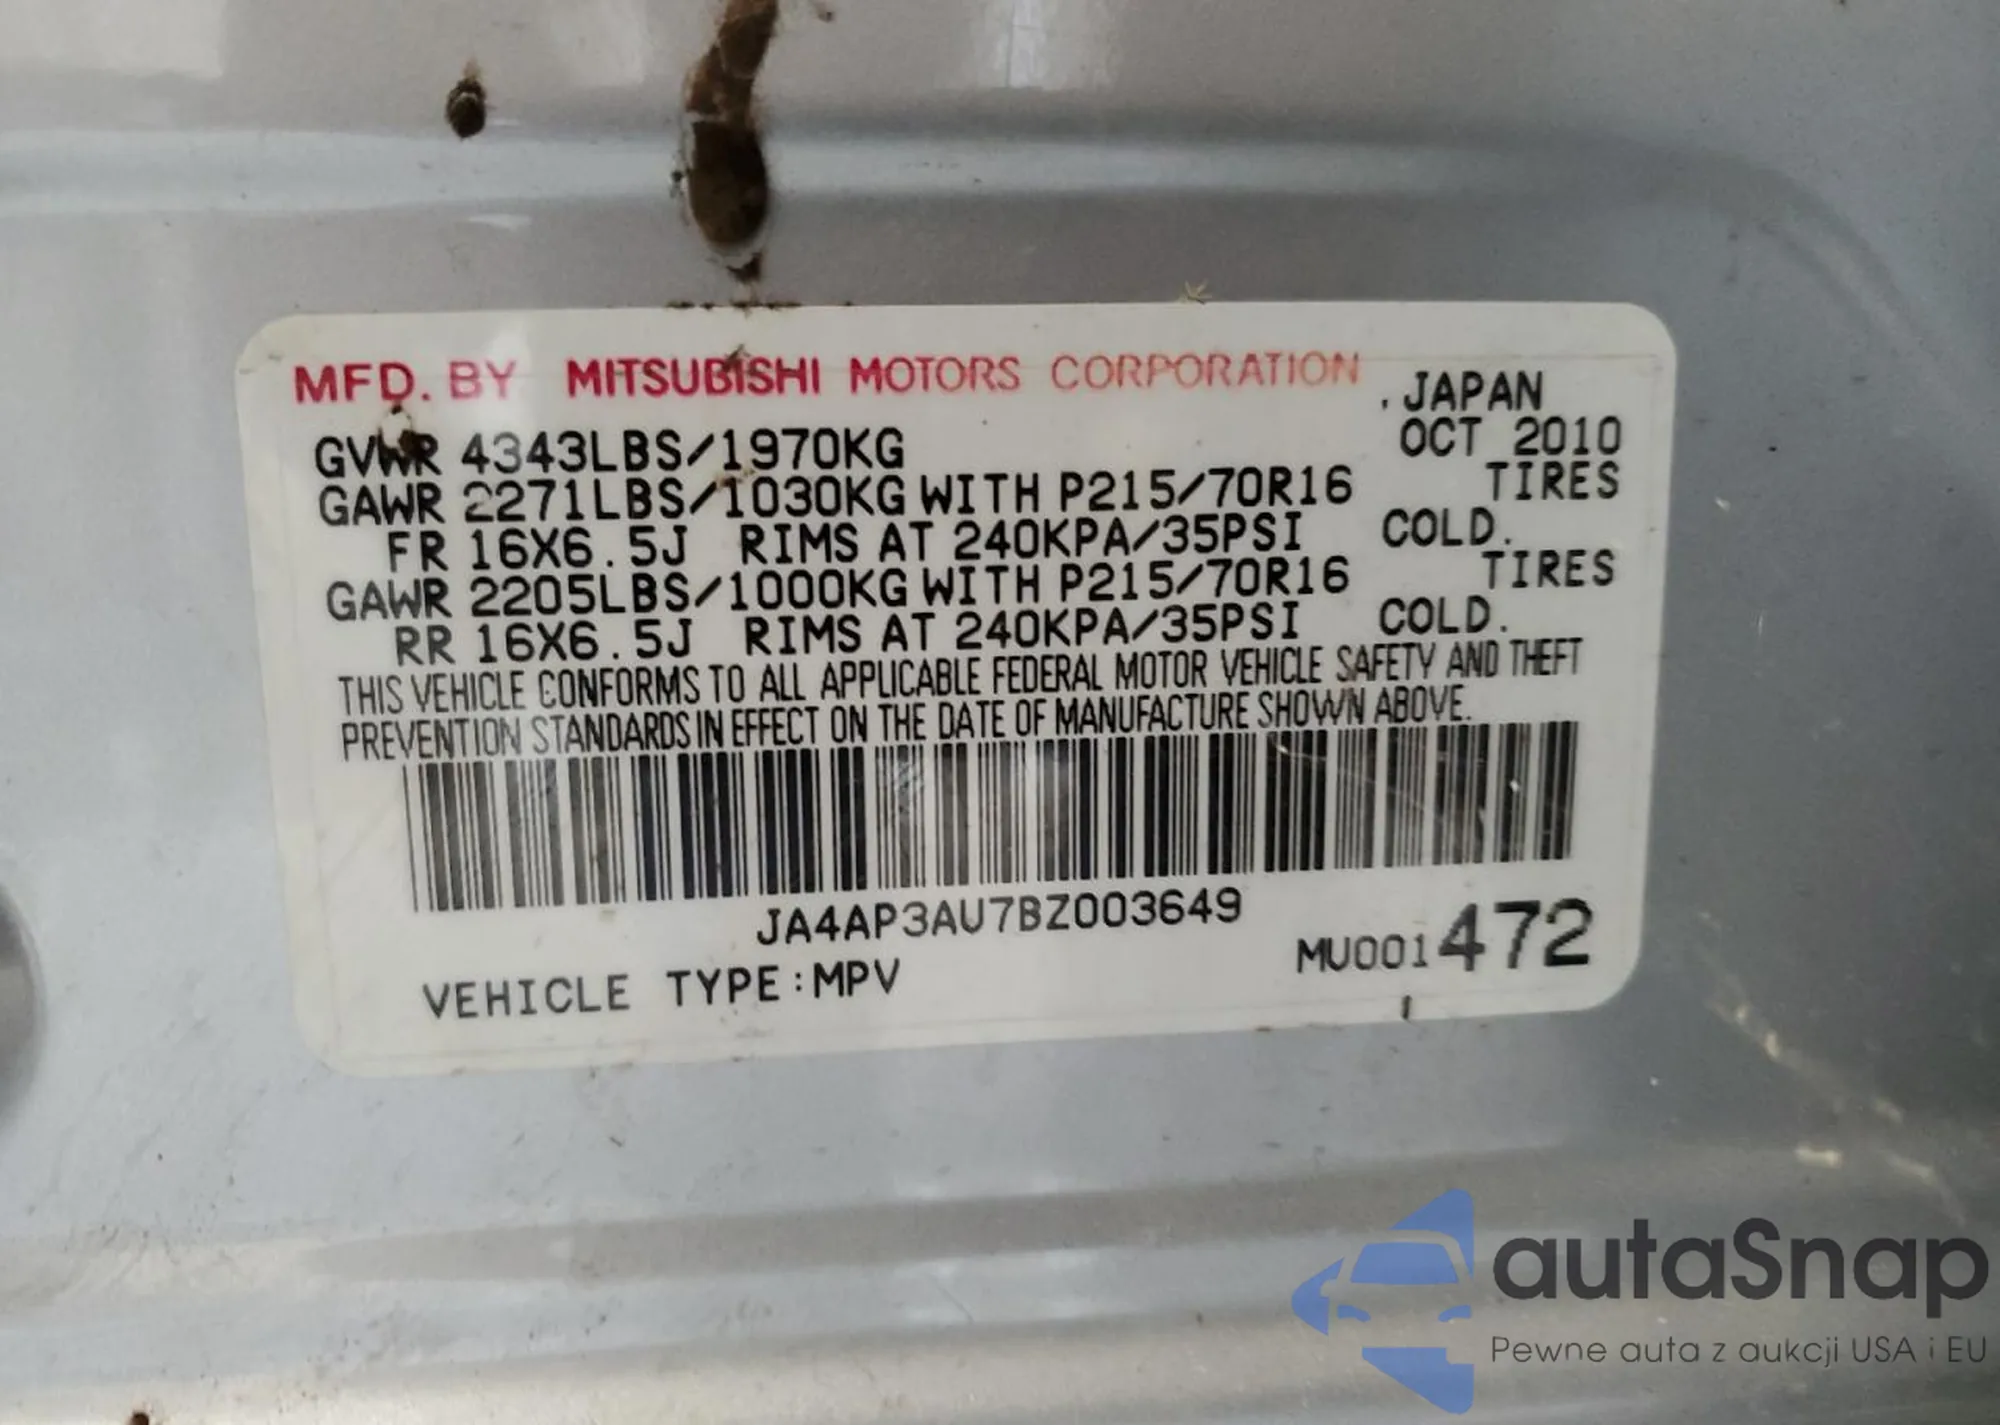 MFD. BY MITSUBISHI MOTORS CORPORATION
. JAPAN
GVWR 4343LBS/1970KG OCT 2010
GAWR 2271LBS/1030KG WITH P215/70R16 TIRES
FR 16X6.5J RIMS AT 240KPA/35PSI COLD.
GAWR 2205LBS/1000KG WITH P215/70R16 TIRES
RR 16X6.5J RIMS AT 240KPA/35PSI COLD.
THIS VEHICLE CONFORMS TO ALL APPLICABLE FEDERAL MOTOR VEHICLE SAFETY AND THEFT
PREVENTION STANDARDS IN EFFECT ON THE DATE OF MANUFACTURE SHOWN ABOVE.
JA4AP3AU7BZ003649
MU001472
VEHICLE TYPE:MPV
autaSnap
Pewne auta z aukcji USA i EU